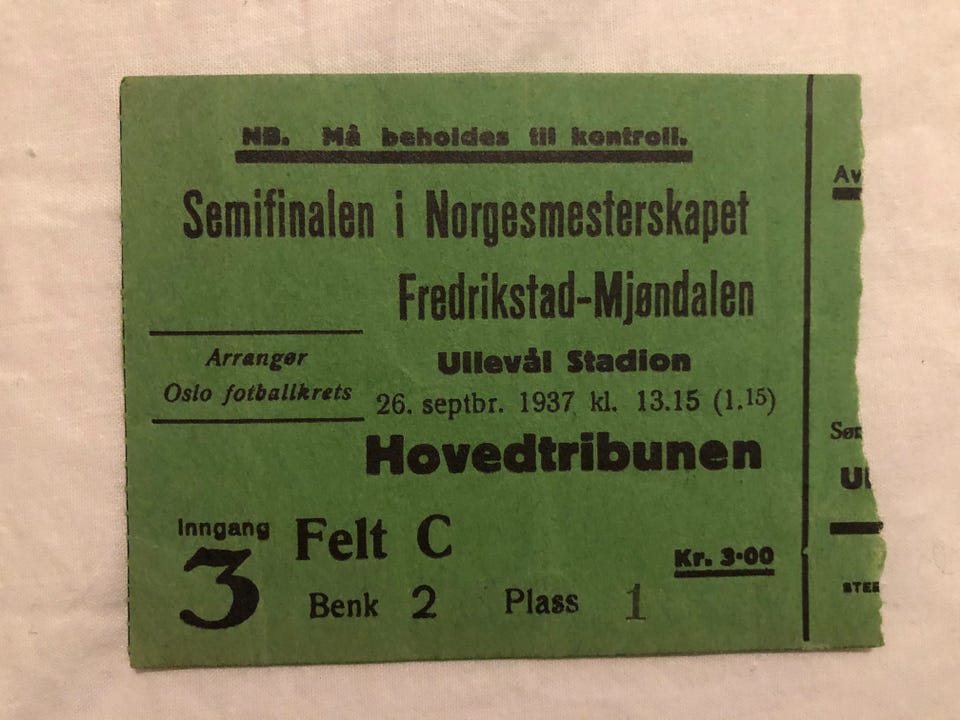 NB. Må beholdes til kontroll.
Semifinalen i Norgesmesterskapet
Fredrikstad-Mjøndalen
Arrangør
Oslo fotballkrets
Ullevål Stadion
26. septbr. 1937 kl. 13.15 (1.15)
Hovedtribunen
Inngang
3
Felt C
Benk 2 Plass 1
Kr. 3·00
Av